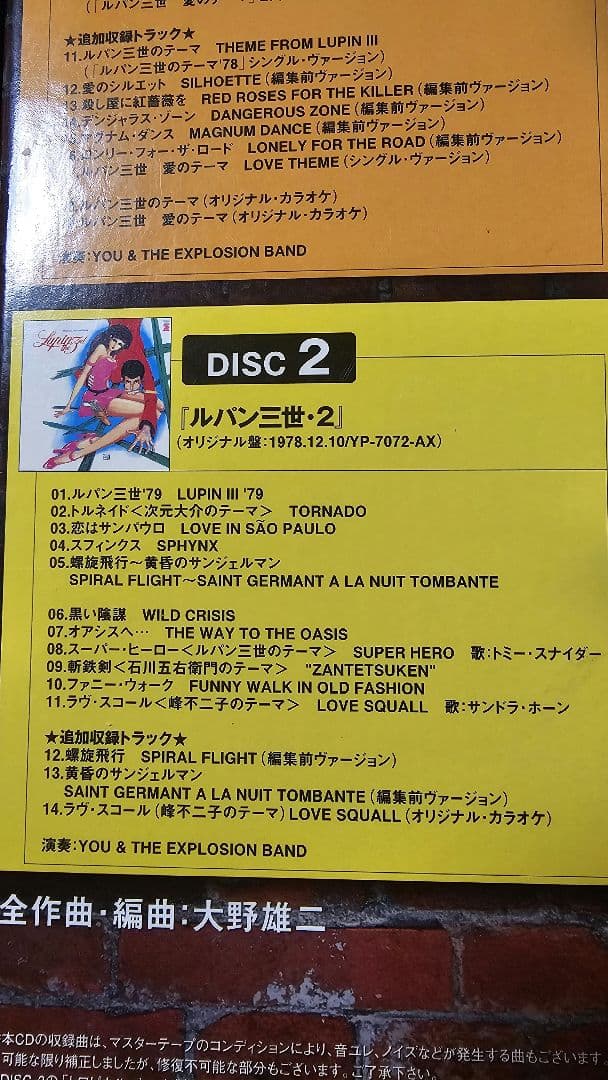 ★追加収録トラック★
11.ルパン三世のテーマ THEME FROM LUPIN III
(「ルパン三世のテーマ'78」シングル・ヴァージョン)
12.愛のシルエット SILHOETTE(編集前ヴァージョン)
13.殺し屋に紅薔薇を RED ROSES FOR THE KILLER(編集前ヴァージョン)
デンジャラス・ゾーン DANGEROUS ZONE(編集前ヴァージョン)
マグナム・ダンス MAGNUM DANCE(編集前ヴァージョン)
ロンリー・フォー・ザ・ロード LONELY FOR THE ROAD(編集前ヴァージョン)
ルパン三世 愛のテーマ LOVE THEME(シングル・ヴァージョン)
ルパン三世のテーマ(オリジナル・カラオケ)
ルパン三世 愛のテーマ(オリジナル・カラオケ)
演奏:YOU & THE EXPLOSION BAND
DISC 2
『ルパン三世・2』
(オリジナル盤:1978.12.10/YP-7072-AX)
01.ルパン三世'79 LUPIN III '79
02.トルネイド<次元大介のテーマ> TORNADO
03.恋はサンパウロ LOVE IN SÃO PAULO
04.スフィンクス SPHYNX
05.螺旋飛行~黄昏のサンジェルマン
SPIRAL FLIGHT~SAINT GERMANT A LA NUIT TOMBANTE
06.黒い陰謀 WILD CRISIS
07.オアシスへ… THE WAY TO THE OASIS
08.スーパー・ヒーロー<ルパン三世のテーマ> SUPER HERO 歌:トミー・スナイダー
09.斬鉄剣<石川五右衛門のテーマ> "ZANTETSUKEN"
10.ファニー・ウォーク FUNNY WALK IN OLD FASHION
11.ラヴ・スコール<峰不二子のテーマ> LOVE SQUALL 歌:サンドラ・ホーン
★追加収録トラック★
12.螺旋飛行 SPIRAL FLIGHT(編集前ヴァージョン)
13.黄昏のサンジェルマン
SAINT GERMANT A LA NUIT TOMBANTE(編集前ヴァージョン)
14.ラヴ・スコール(峰不二子のテーマ)LOVE SQUALL(オリジナル・カラオケ)
演奏:YOU & THE EXPLOSION BAND
全作曲・編曲:大野雄二
本CDの収録曲は、マスターテープのコンディションにより、音ユレ、ノイズなどが発生する曲もございます。
可能な限り補正しましたが、修復不可能な部分もございます。ご了承下さい。